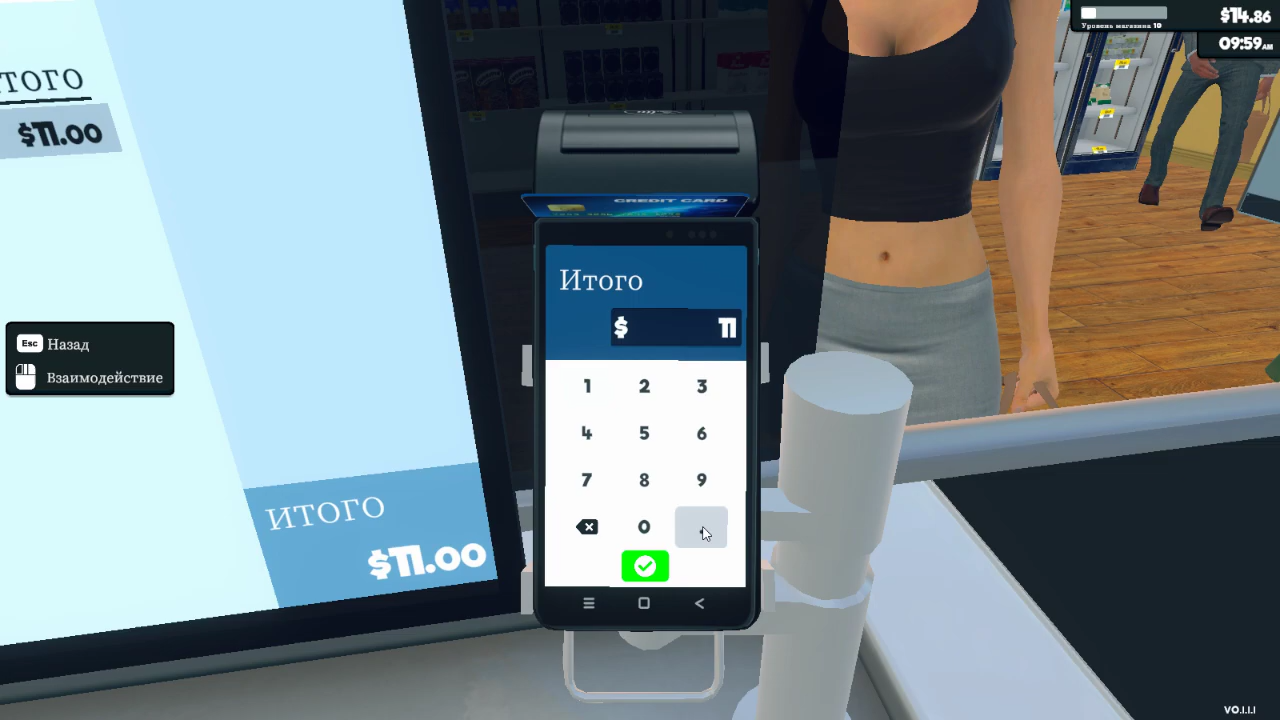 ТОГО
$11.00
Esc Назад
Взаимодействие
ИТОГО
$11.00
CREDIT CARD
Итого
$ 11
1 2 3
4 5 6
7 8 9
0 .
$14.86
Уровень магазина 10
09:59AM
V0.1.1.1